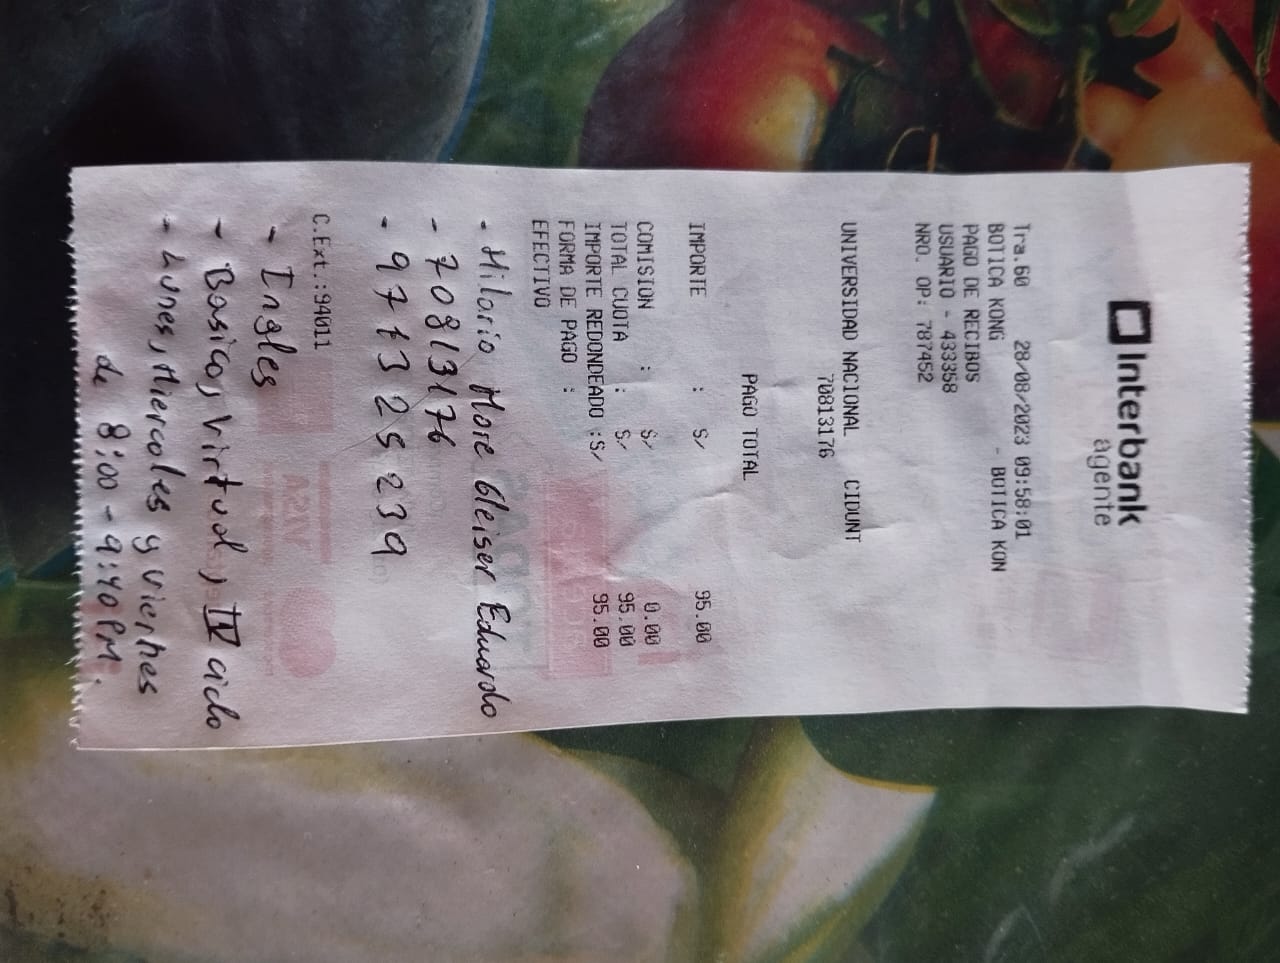 Interbank
agente
Tra.60 28/08/2023 09:58:01
BOTICA KONG - BOTICA KON
PAGO DE RECIBOS
USUARIO - 433358
NRO. OP: 787452
UNIVERSIDAD NACIONAL CIDUNT
70813176
PAGO TOTAL
IMPORTE : S/ 95.00
COMISION : S/ 0.00
TOTAL CUOTA : S/ 95.00
IMPORTE REDONDEADO :S/ 95.00
FORMA DE PAGO :
EFECTIVO
- Hilario More Gleiser Eduardo
- 70813176
- 971325239
C.Ext.:94011
- Ingles
- Basico, Virtual, IV ciclo
- Lunes, Miercoles y viernes
de 8:00 - 9:40 PM.